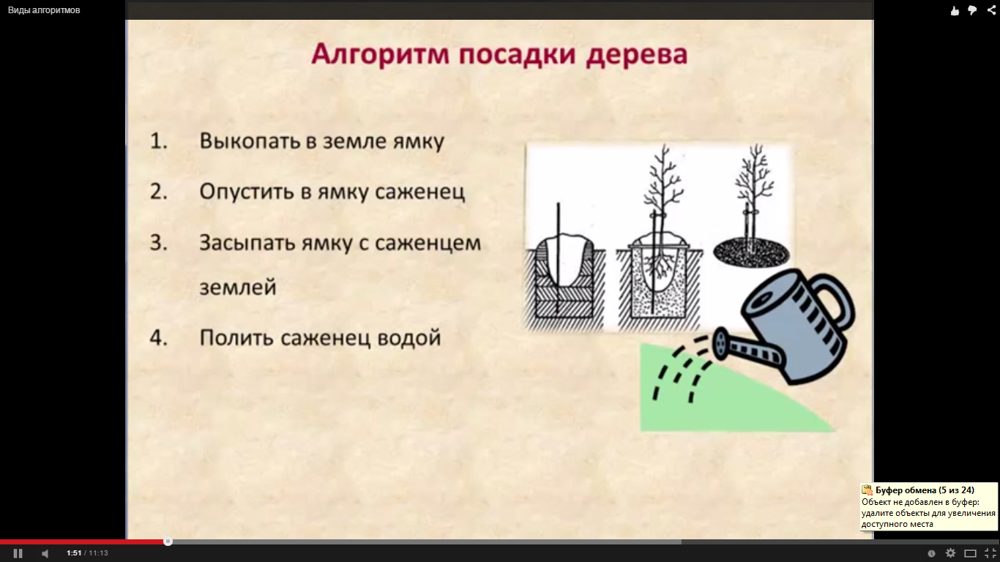 Виды алгоритмов
Алгоритм посадки дерева
1. Выкопать в земле ямку
2. Опустить в ямку саженец
3. Засыпать ямку с саженцем
землей
4. Полить саженец водой
Буфер обмена (5 из 24)
Объект не добавлен в буфер:
удалите объекты для увеличения
доступного места
1:51 / 11:13